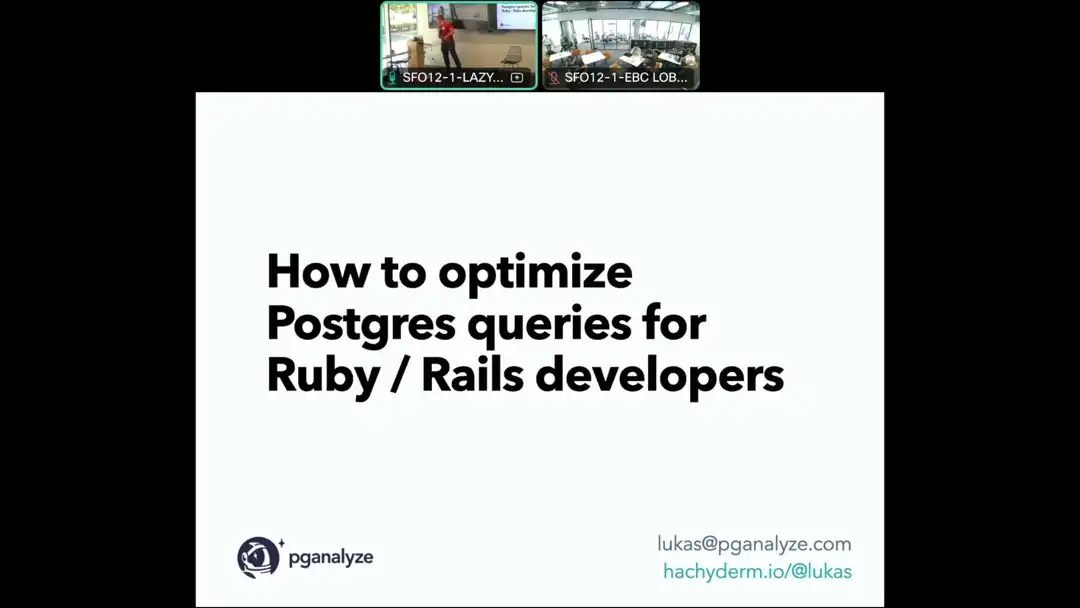 SFO12-1-LAZY...
SFO12-1-EBC LOB...
How to optimize
Postgres queries for
Ruby / Rails developers
pganalyze
lukas@pganalyze.com
hachyderm.io/@lukas